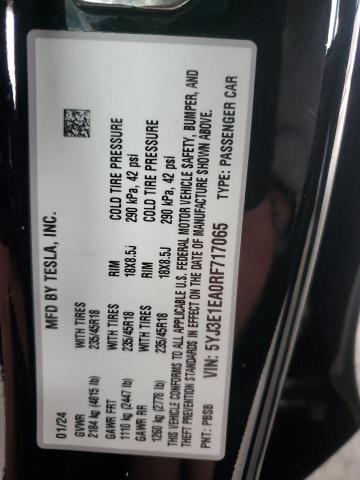 MFD BY TESLA, INC.
01/24
GVWR
2184 kg (4815 lb)
GAWR FRT WITH TIRES RIM COLD TIRE PRESSURE
1110 kg (2447 lb) 235/45R18 18X8.5J 290 kPa, 42 psi
GAWR RR WITH TIRES RIM COLD TIRE PRESSURE
1260 kg (2778 lb) 235/45R18 18X8.5J 290 kPa, 42 psi
THIS VEHICLE CONFORMS TO ALL APPLICABLE U.S. FEDERAL MOTOR VEHICLE SAFETY, BUMPER, AND
THEFT PREVENTION STANDARDS IN EFFECT ON THE DATE OF MANUFACTURE SHOWN ABOVE.
VIN: 5YJ3E1EA0RF717065
PNT: PBSB TYPE: PASSENGER CAR